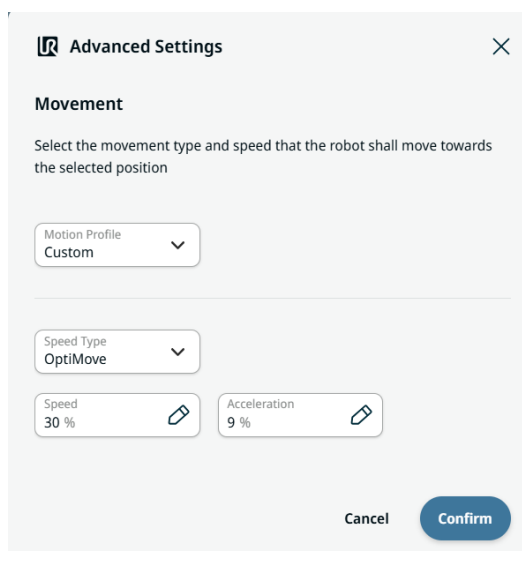 UR Advanced Settings
Movement
Select the movement type and speed that the robot shall move towards
the selected position
Motion Profile
Custom
Speed Type
OptiMove
Speed
30 %
Acceleration
9 %
Cancel
Confirm